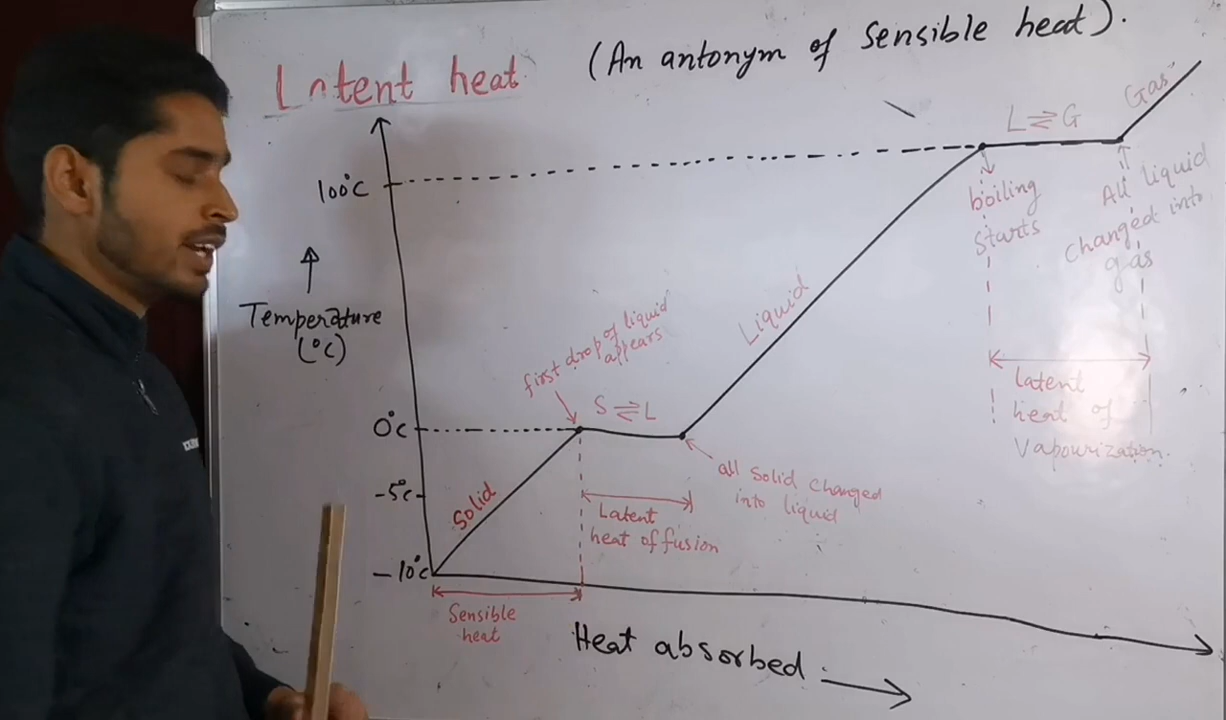 Latent heat
(An antonym of Sensible heat).
L ⇌ G
Gas
100°C
boiling
Starts
All liquid
changed into
gas
Temperature
(°C)
Liquid
first drop of liquid
appears
S ⇌ L
0°C
latent
heat of
Vapourization.
all Solid changed
into liquid
-5°C
Solid
Latent
heat of fusion
-10°C
Sensible
heat
Heat absorbed